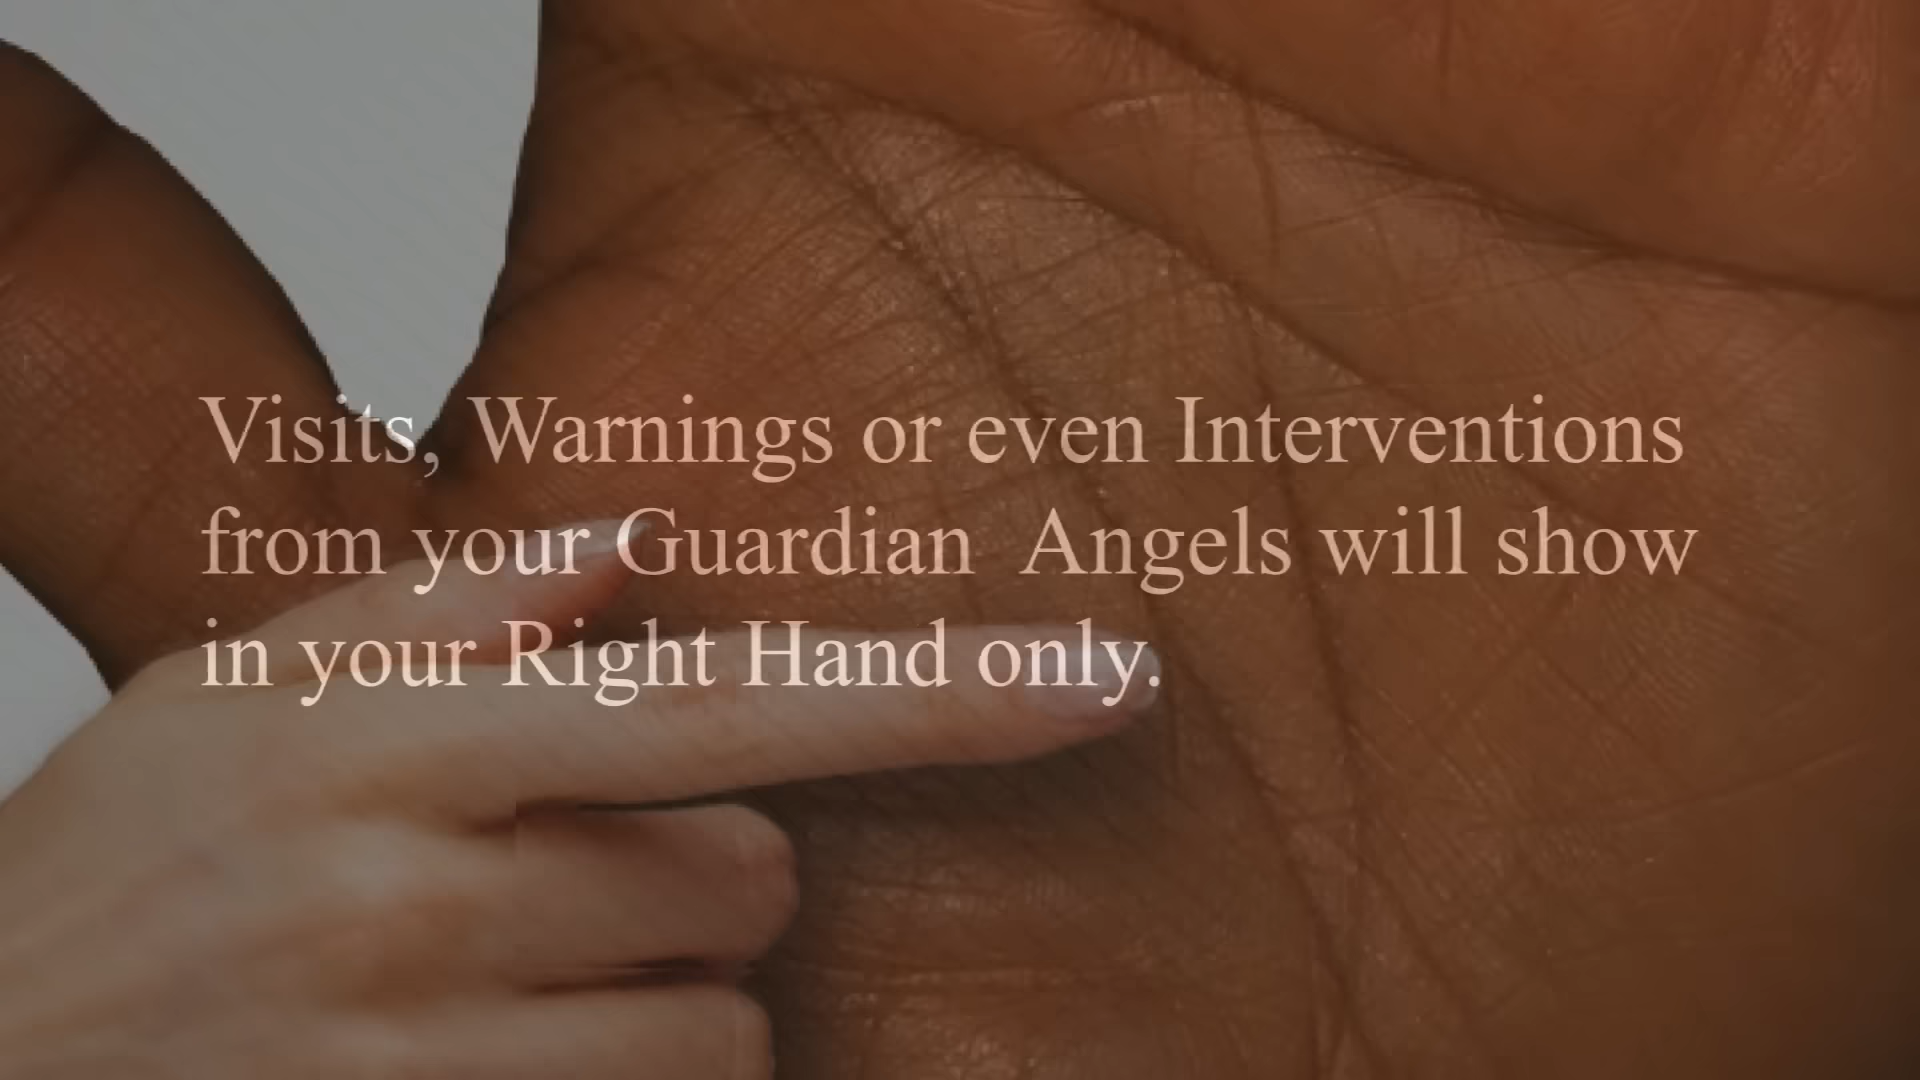 Visits, Warnings or even Interventions
from your Guardian  Angels will show
in your Right Hand only.